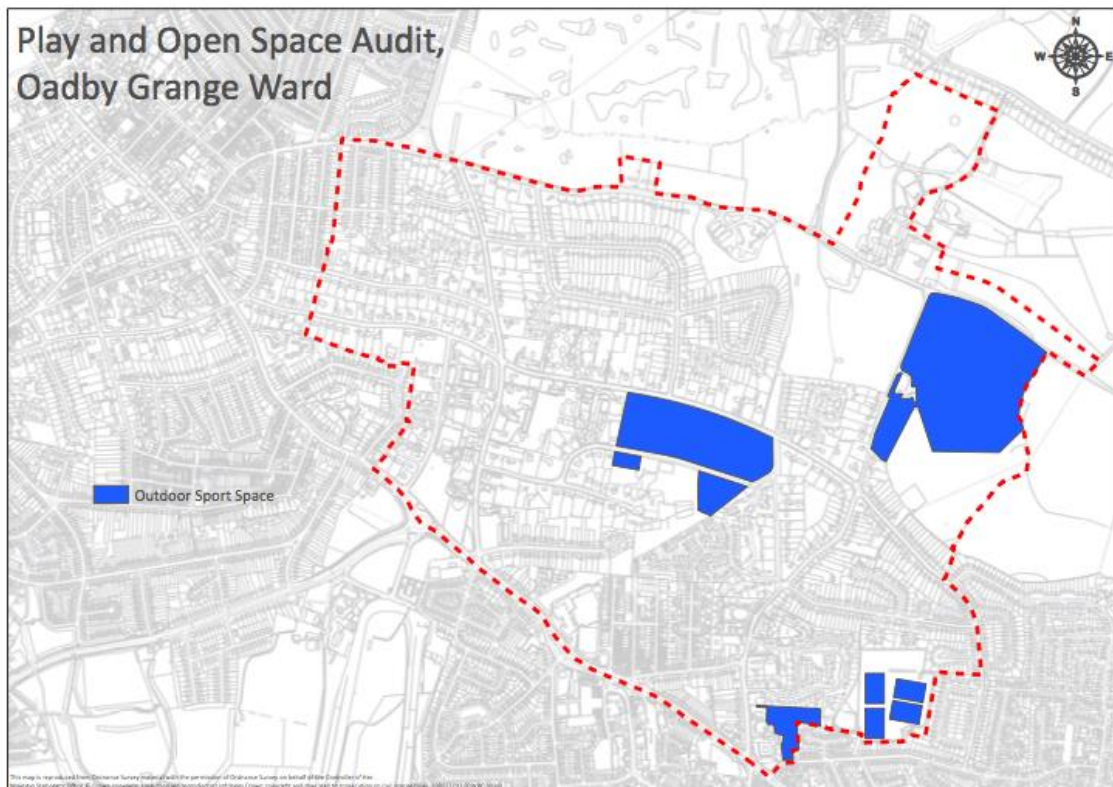 Play and Open Space Audit,
Oadby Grange Ward
N
W E
S
Outdoor Sport Space
This map is reproduced from Ordnance Survey material with the permission of Ordnance Survey on behalf of the Controller of Her